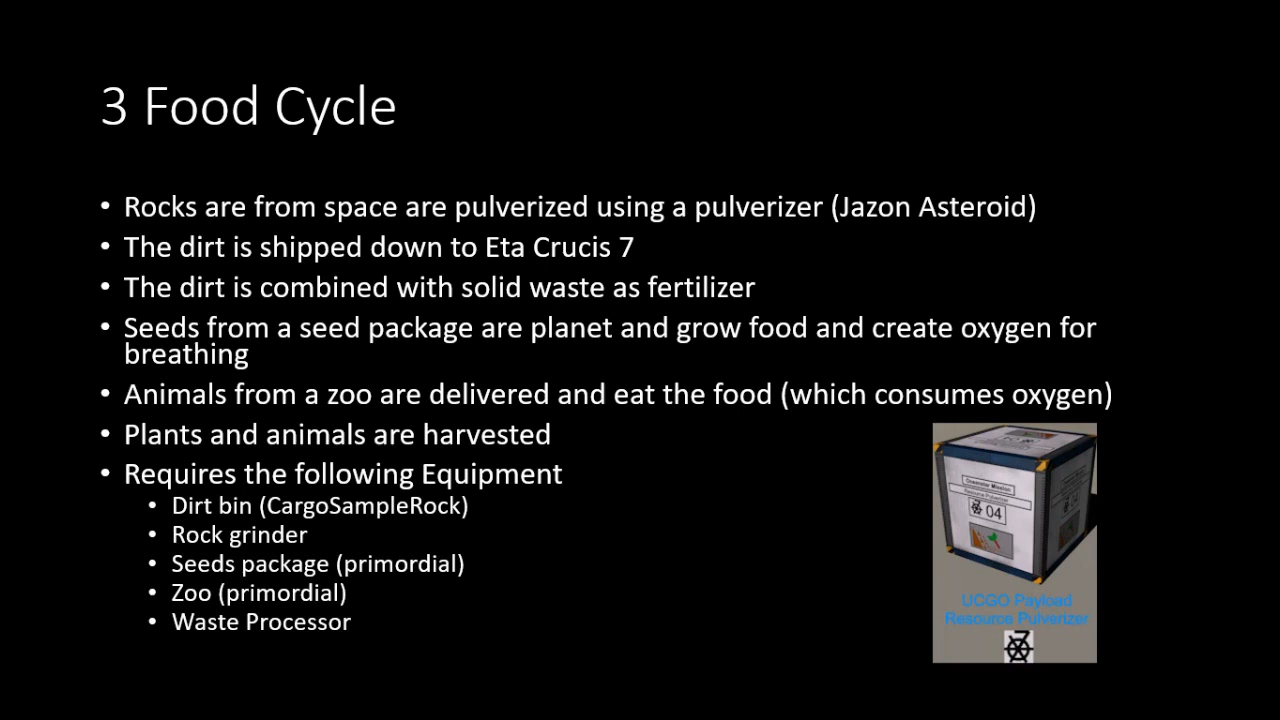 3 Food Cycle
• Rocks are from space are pulverized using a pulverizer (Jazon Asteroid)
• The dirt is shipped down to Eta Crucis 7
• The dirt is combined with solid waste as fertilizer
• Seeds from a seed package are planet and grow food and create oxygen for
breathing
• Animals from a zoo are delivered and eat the food (which consumes oxygen)
• Plants and animals are harvested
• Requires the following Equipment
• Dirt bin (CargoSampleRock)
• Rock grinder
• Seeds package (primordial)
• Zoo (primordial)
• Waste Processor
Resource Pulverizer
04
UCGO Payload
Resource Pulverizer